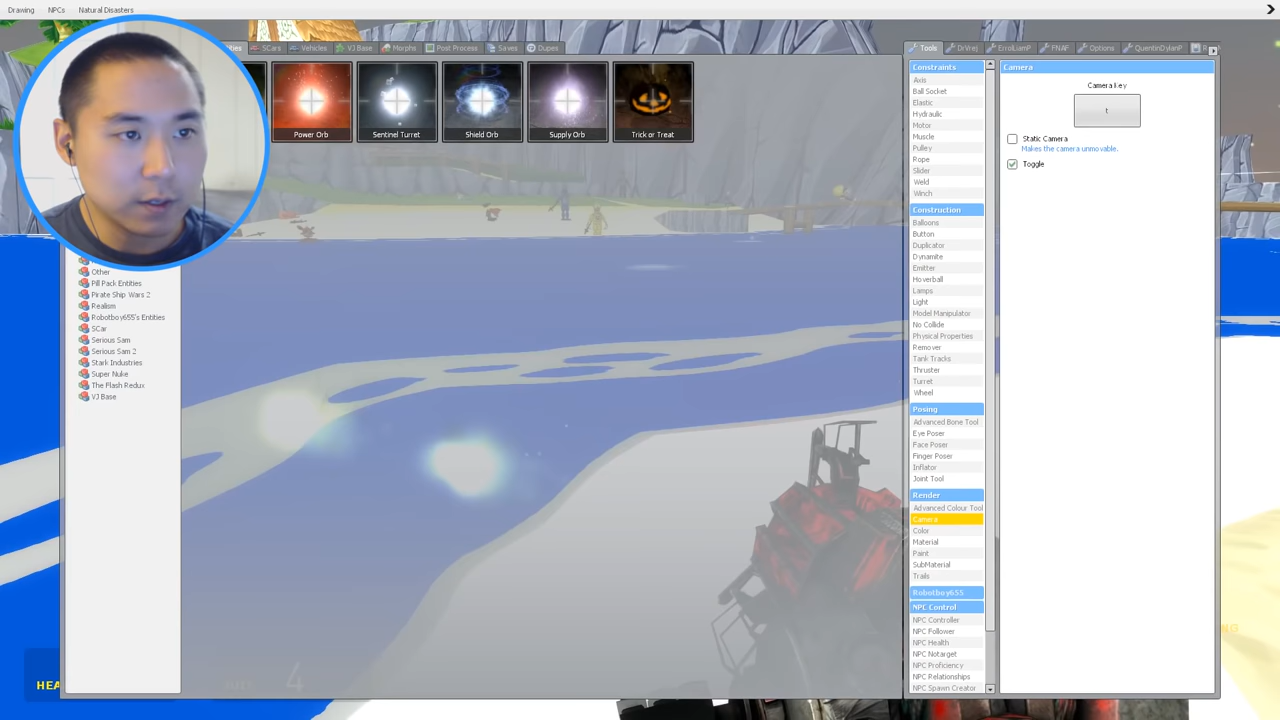 Drawing NPCs Natural Disasters
SCars Vehicles VJ Base Morphs Post Process Saves Dupes
Power Orb
Sentinel Turret
Shield Orb
Supply Orb
Trick or Treat
Other
Pill Pack Entities
Pirate Ship Wars 2
Realism
Robotboy655's Entities
SCar
Serious Sam
Serious Sam 2
Stark Industries
Super Nuke
The Flash Redux
VJ Base
4
Tools DrVrej ErrolLiamP FNAF Options QuentinDylanP
Constraints
Axis
Ball Socket
Elastic
Hydraulic
Motor
Muscle
Pulley
Rope
Slider
Weld
Winch
Construction
Balloons
Button
Duplicator
Dynamite
Emitter
Hoverball
Lamps
Light
Model Manipulator
No Collide
Physical Properties
Remover
Tank Tracks
Thruster
Turret
Wheel
Posing
Advanced Bone Tool
Eye Poser
Face Poser
Finger Poser
Inflator
Joint Tool
Render
Advanced Colour Tool
Camera
Color
Material
Paint
SubMaterial
Trails
Robotboy655
NPC Control
NPC Controller
NPC Follower
NPC Health
NPC Notarget
NPC Proficiency
NPC Relationships
NPC Spawn Creator
Camera
Camera Key
t
Static Camera
Makes the camera unmovable.
Toggle